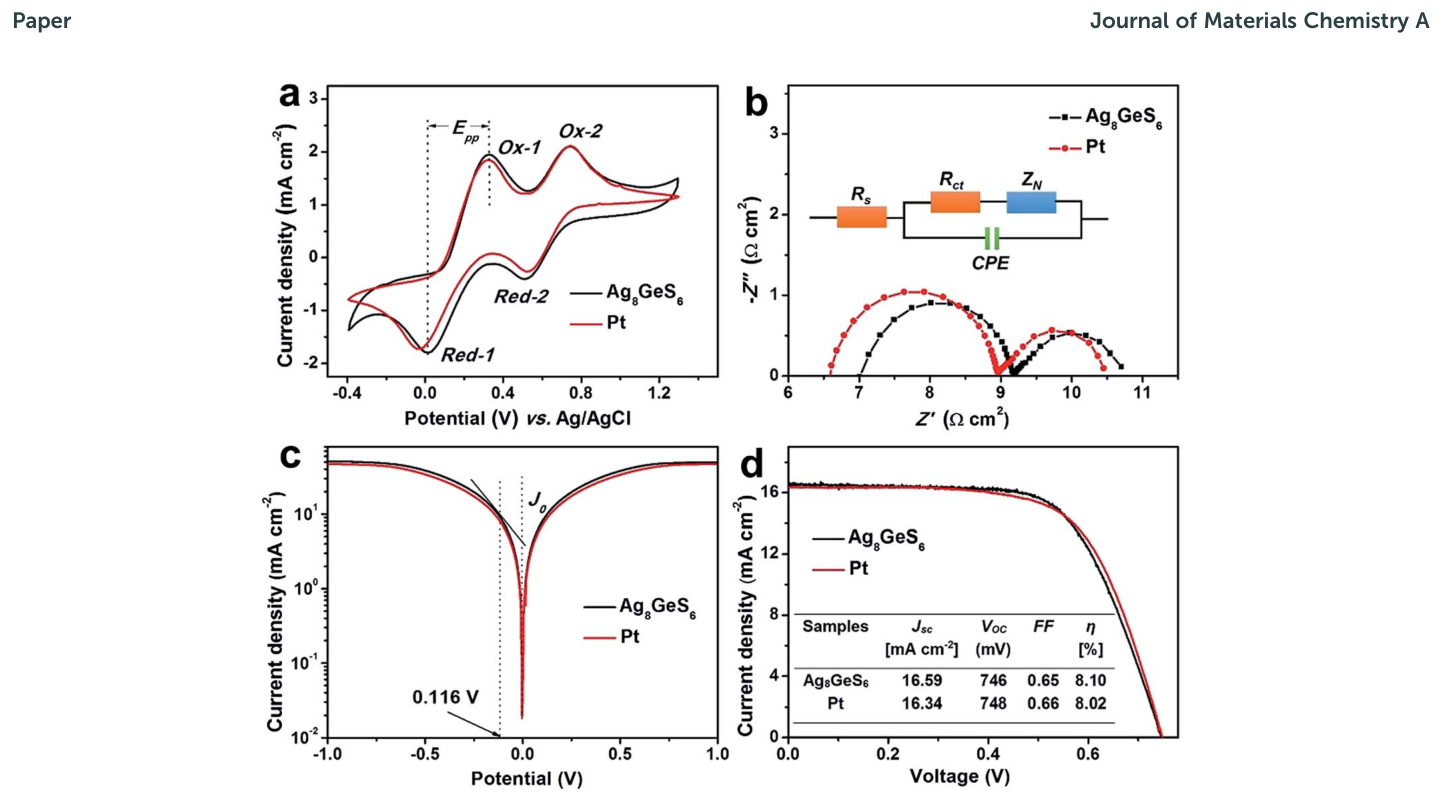 Paper
Journal of Materials Chemistry A
a
3
2
1
0
-1
-2
Current density (mA cm⁻²)
E_pp
Ox-1
Ox-2
Red-1
Red-2
Ag₈GeS₆
Pt
-0.4 0.0 0.4 0.8 1.2
Potential (V) vs. Ag/AgCl
b
3
2
1
0
-Z″ (Ω cm²)
Ag₈GeS₆
Pt
R_s
R_ct
Z_N
CPE
6 7 8 9 10 11
Z′ (Ω cm²)
c
10¹
10⁰
10⁻¹
10⁻²
Current density (mA cm⁻²)
J₀
Ag₈GeS₆
Pt
0.116 V
-1.0 -0.5 0.0 0.5 1.0
Potential (V)
d
16
12
8
4
0
Current density (mA cm⁻²)
Ag₈GeS₆
Pt
Samples J_sc V_OC FF η
[mA cm⁻²] (mV) [%]
Ag₈GeS₆ 16.59 746 0.65 8.10
Pt 16.34 748 0.66 8.02
0.0 0.2 0.4 0.6
Voltage (V)